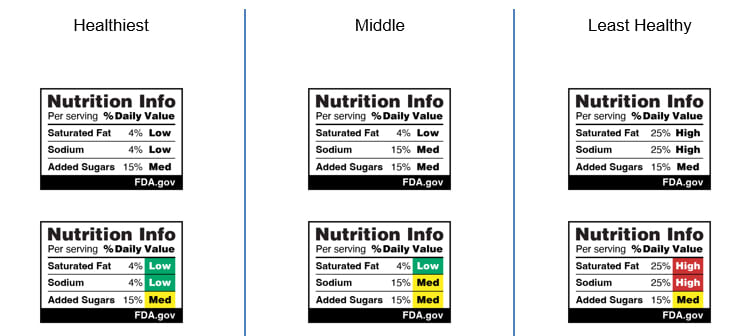 Healthiest
Middle
Least Healthy
Nutrition Info
Per serving % Daily Value
Saturated Fat 4% Low
Sodium 4% Low
Added Sugars 15% Med
FDA.gov
Nutrition Info
Per serving % Daily Value
Saturated Fat 4% Low
Sodium 15% Med
Added Sugars 15% Med
FDA.gov
Nutrition Info
Per serving % Daily Value
Saturated Fat 25% High
Sodium 25% High
Added Sugars 15% Med
FDA.gov
Nutrition Info
Per serving % Daily Value
Saturated Fat 4% Low
Sodium 4% Low
Added Sugars 15% Med
FDA.gov
Nutrition Info
Per serving % Daily Value
Saturated Fat 4% Low
Sodium 15% Med
Added Sugars 15% Med
FDA.gov
Nutrition Info
Per serving % Daily Value
Saturated Fat 25% High
Sodium 25% High
Added Sugars 15% Med
FDA.gov